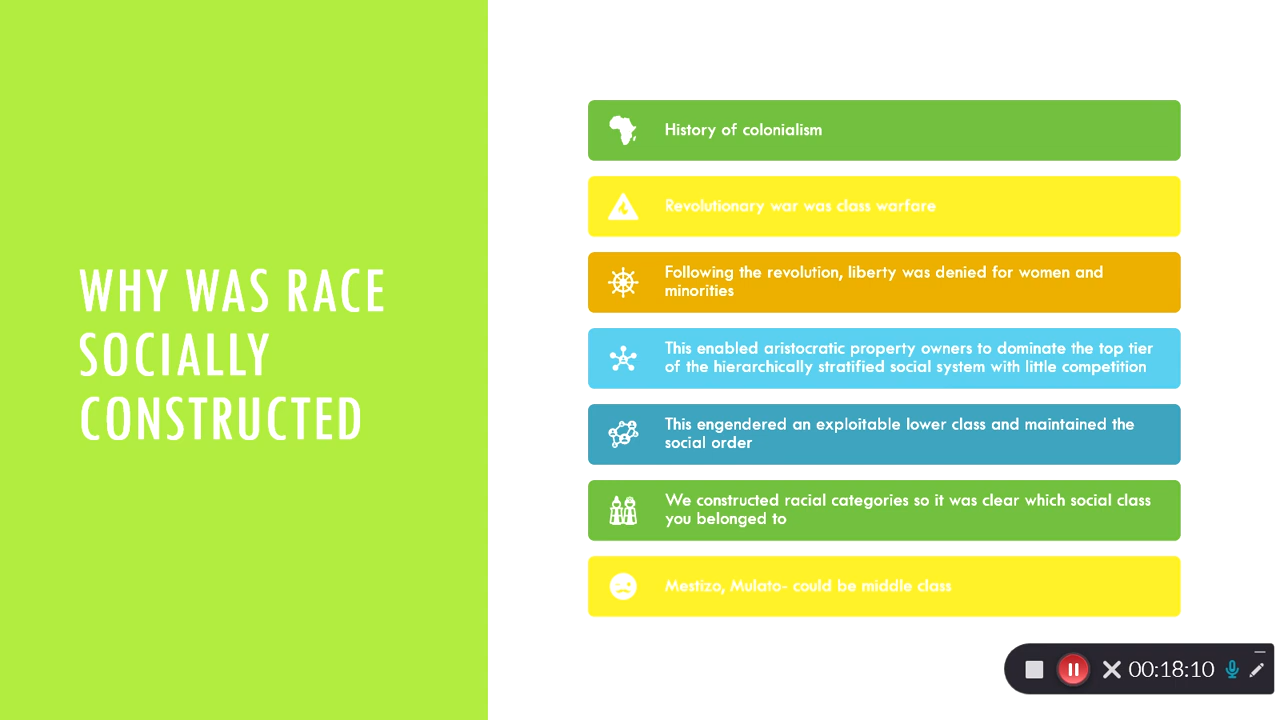 WHY WAS RACE
SOCIALLY
CONSTRUCTED
History of colonialism
Revolutionary war was class warfare
Following the revolution, liberty was denied for women and
minorities
This enabled aristocratic property owners to dominate the top tier
of the hierarchically stratified social system with little competition
This engendered an exploitable lower class and maintained the
social order
We constructed racial categories so it was clear which social class
you belonged to
Mestizo, Mulato- could be middle class
00:18:10